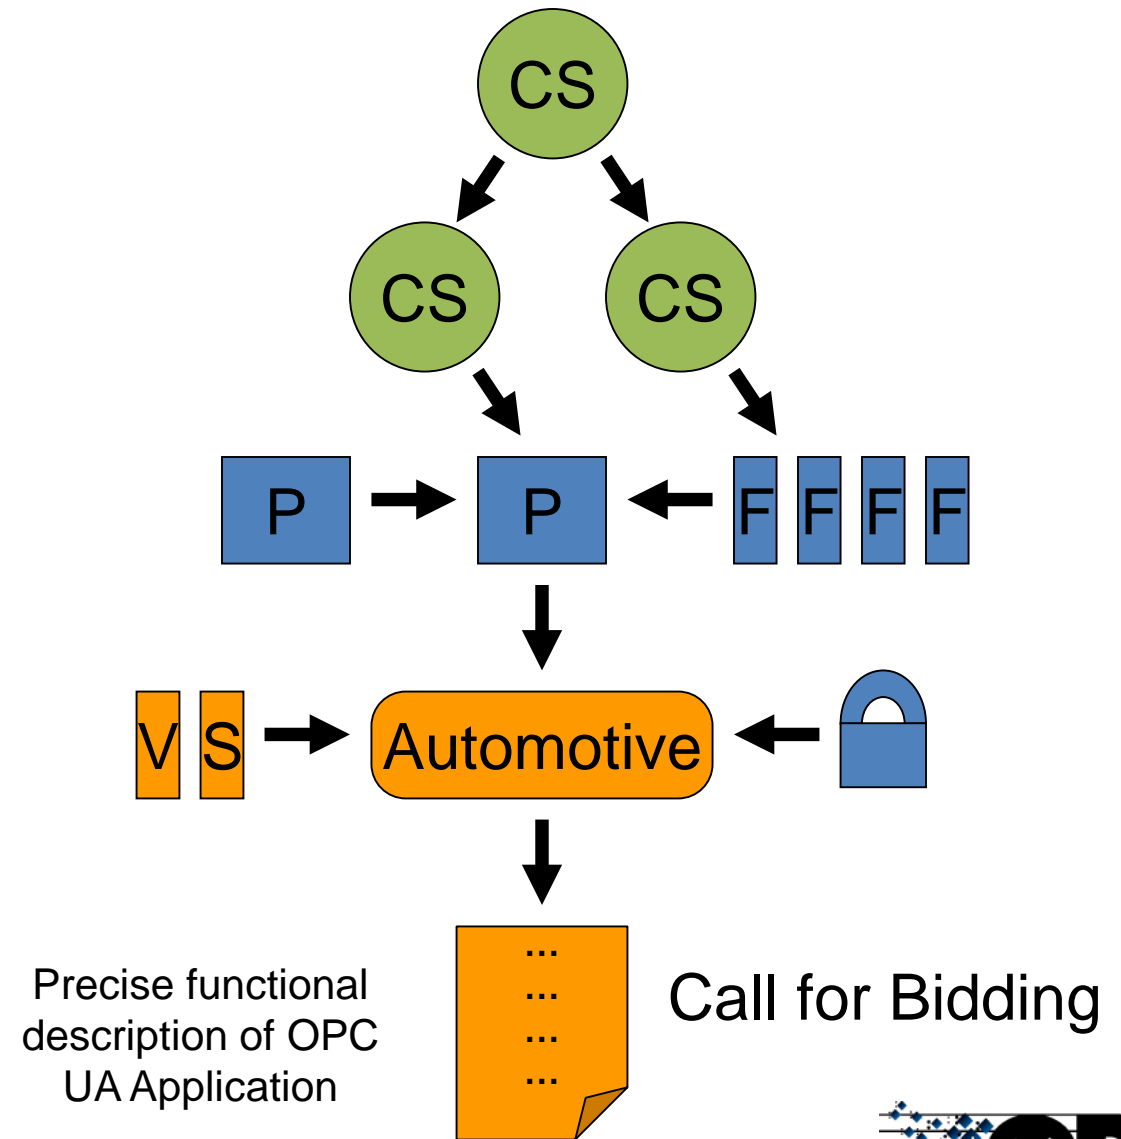 CS
CS CS
P P F F F F
V S Automotive
...
...
...
...
Precise functional
description of OPC
UA Application
Call for Bidding